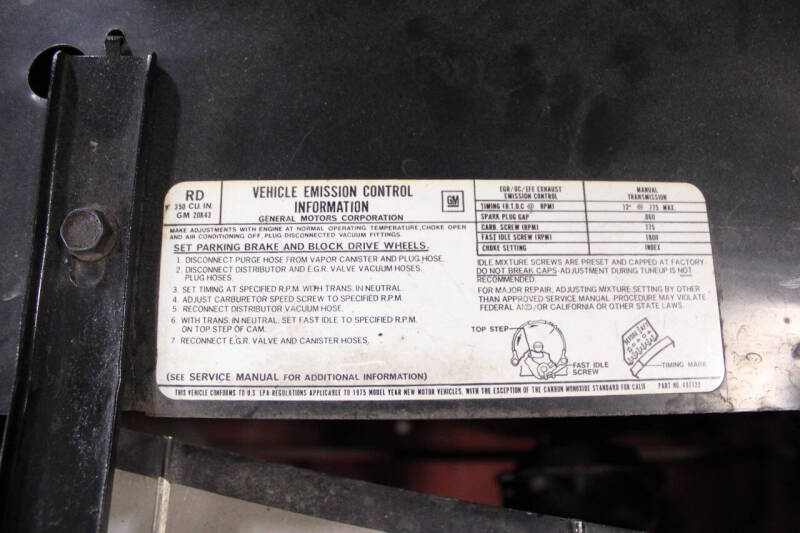 RD
350 CU. IN.
GM 20K43
VEHICLE EMISSION CONTROL
INFORMATION
GENERAL MOTORS CORPORATION
GM
MAKE ADJUSTMENTS WITH ENGINE AT NORMAL OPERATING TEMPERATURE, CHOKE OPEN
AND AIR CONDITIONING OFF. PLUG DISCONNECTED VACUUM FITTINGS.
SET PARKING BRAKE AND BLOCK DRIVE WHEELS.
1. DISCONNECT PURGE HOSE FROM VAPOR CANISTER AND PLUG HOSE.
2. DISCONNECT DISTRIBUTOR AND E.G.R. VALVE VACUUM HOSES.
PLUG HOSES.
3. SET TIMING AT SPECIFIED R.P.M. WITH TRANS. IN NEUTRAL.
4. ADJUST CARBURETOR SPEED SCREW TO SPECIFIED R.P.M.
5. RECONNECT DISTRIBUTOR VACUUM HOSE.
6. WITH TRANS. IN NEUTRAL, SET FAST IDLE TO SPECIFIED R.P.M.
ON TOP STEP OF CAM.
7. RECONNECT E.G.R. VALVE AND CANISTER HOSES.
(SEE SERVICE MANUAL FOR ADDITIONAL INFORMATION)
EGR/OC/EFE EXHAUST
EMISSION CONTROL
MANUAL
TRANSMISSION
TIMING (B.T.D.C @ RPM) 12° @ 775 MAX.
SPARK PLUG GAP 060
CARB. SCREW (RPM) 775
FAST IDLE SCREW (RPM) 1800
CHOKE SETTING INDEX
IDLE MIXTURE SCREWS ARE PRESET AND CAPPED AT FACTORY
DO NOT BREAK CAPS-ADJUSTMENT DURING TUNEUP IS NOT
RECOMMENDED.
FOR MAJOR REPAIR, ADJUSTING MIXTURE SETTING BY OTHER
THAN APPROVED SERVICE MANUAL PROCEDURE MAY VIOLATE
FEDERAL AND/OR CALIFORNIA OR OTHER STATE LAWS.
TOP STEP
FAST IDLE
SCREW
TIMING MARK
THIS VEHICLE CONFORMS TO U.S. EPA REGULATIONS APPLICABLE TO 1975 MODEL YEAR NEW MOTOR VEHICLES, WITH THE EXCEPTION OF THE CARBON MONOXIDE STANDARD FOR CALIF PART NO.